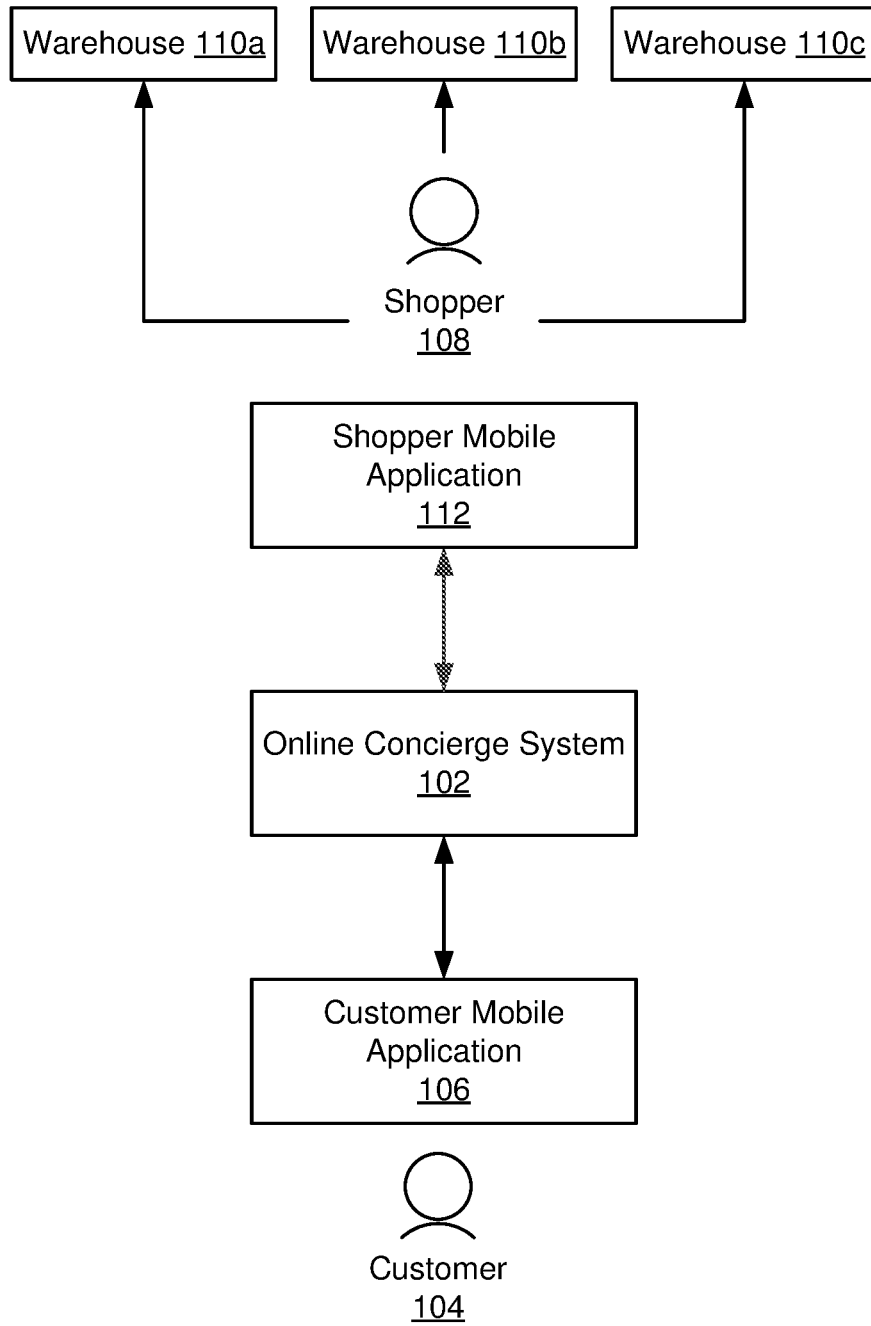 Warehouse 110a
Warehouse 110b
Warehouse 110c
Shopper
108
Shopper Mobile
Application
112
Online Concierge System
102
Customer Mobile
Application
106
Customer
104